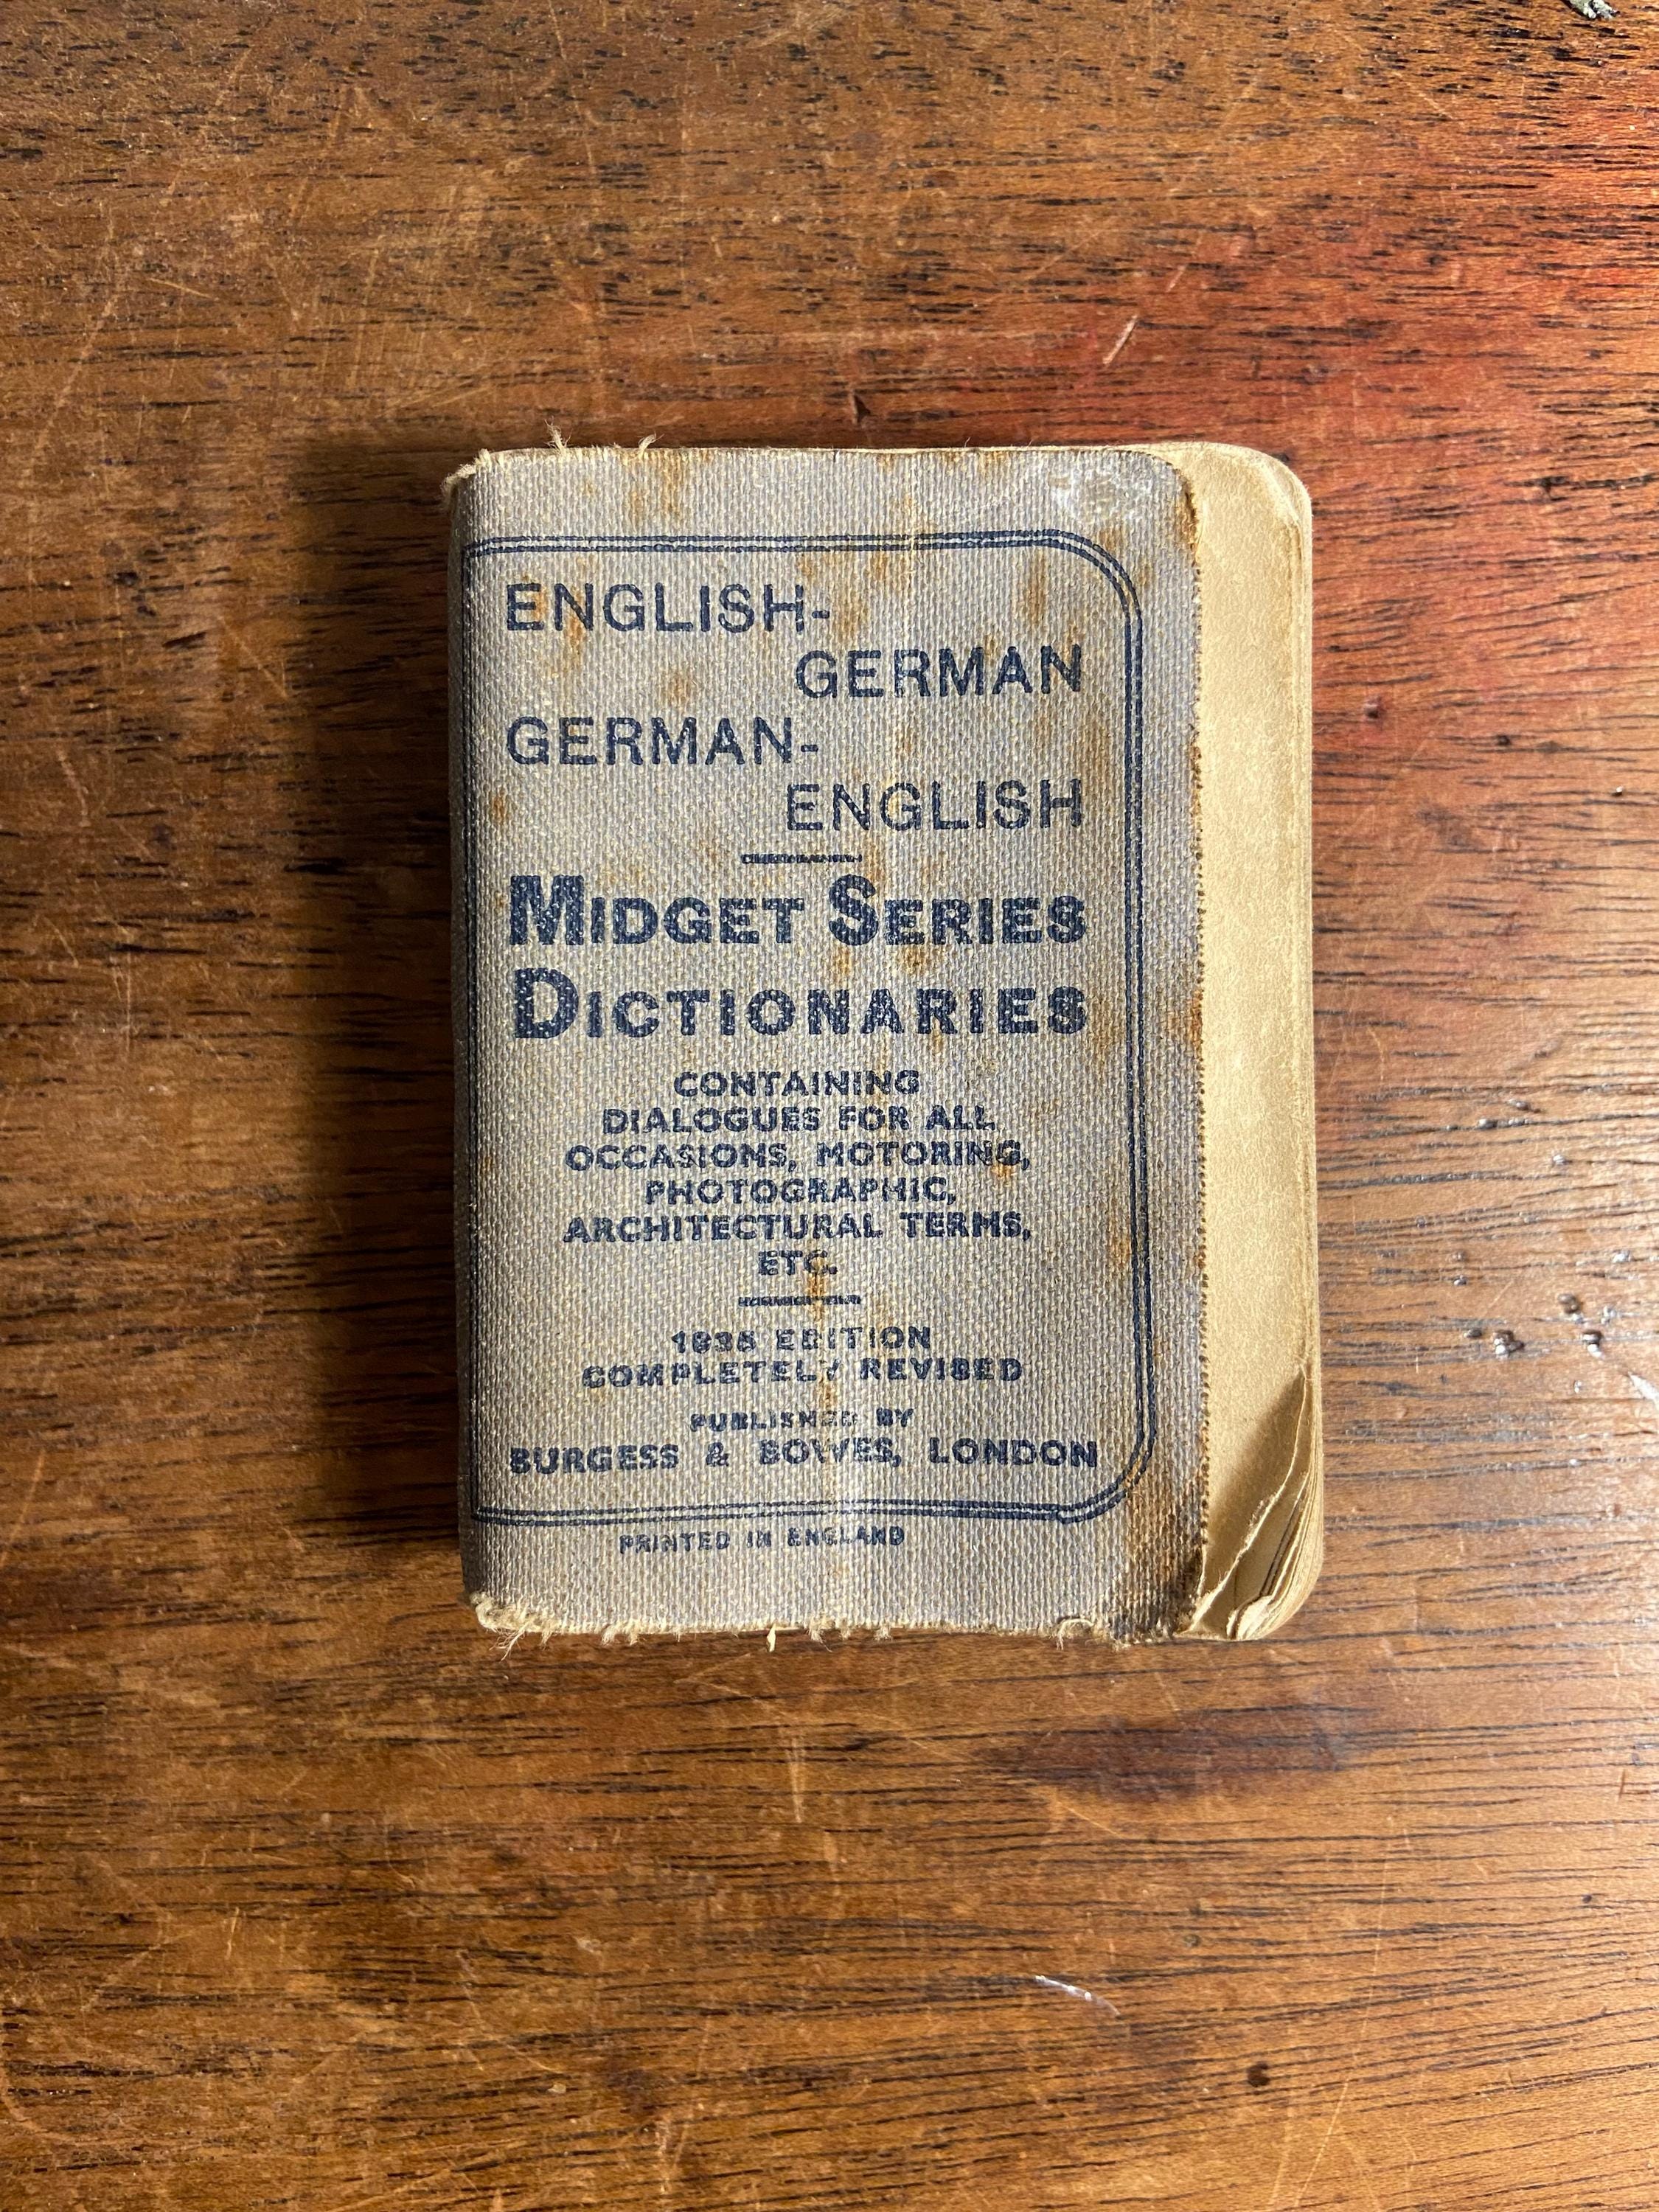 ENGLISH-
GERMAN
GERMAN-
ENGLISH
MIDGET SERIES
DICTIONARIES
CONTAINING
DIALOGUES FOR ALL
OCCASIONS, MOTORING,
PHOTOGRAPHIC,
ARCHITECTURAL TERMS,
ETC.
EDITION
COMPLETELY REVISED
PUBLISHED BY
BURGESS & BOWES, LONDON
PRINTED IN ENGLAND